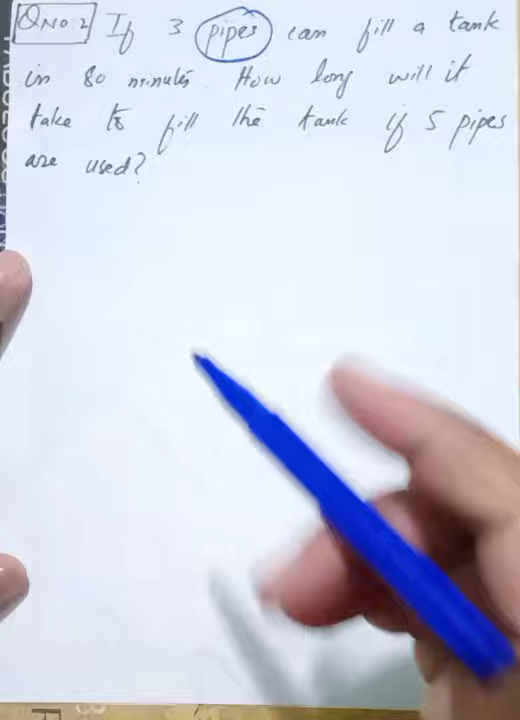 QNO:2 If 3 pipes can fill a tank
in 80 minutes. How long will it
take to fill the tank if 5 pipes
are used?